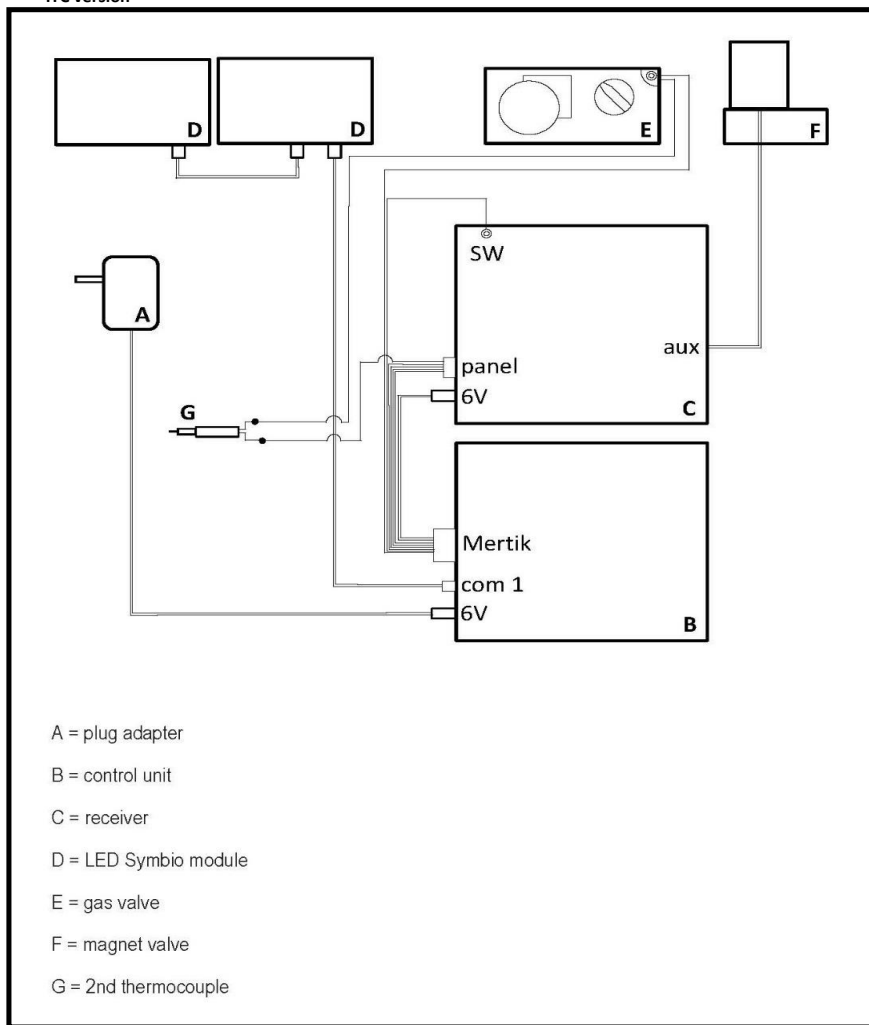 D
D
E
F
SW
A
aux
panel
G
6V
C
Mertik
com 1
6V
B
A = plug adapter
B = control unit
C = receiver
D = LED Symbio module
E = gas valve
F = magnet valve
G = 2nd thermocouple